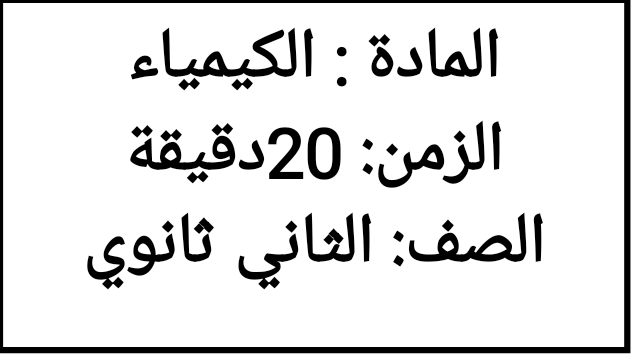 المادة : الكيمياء
الزمن: 20دقيقة
الصف: الثاني ثانوي